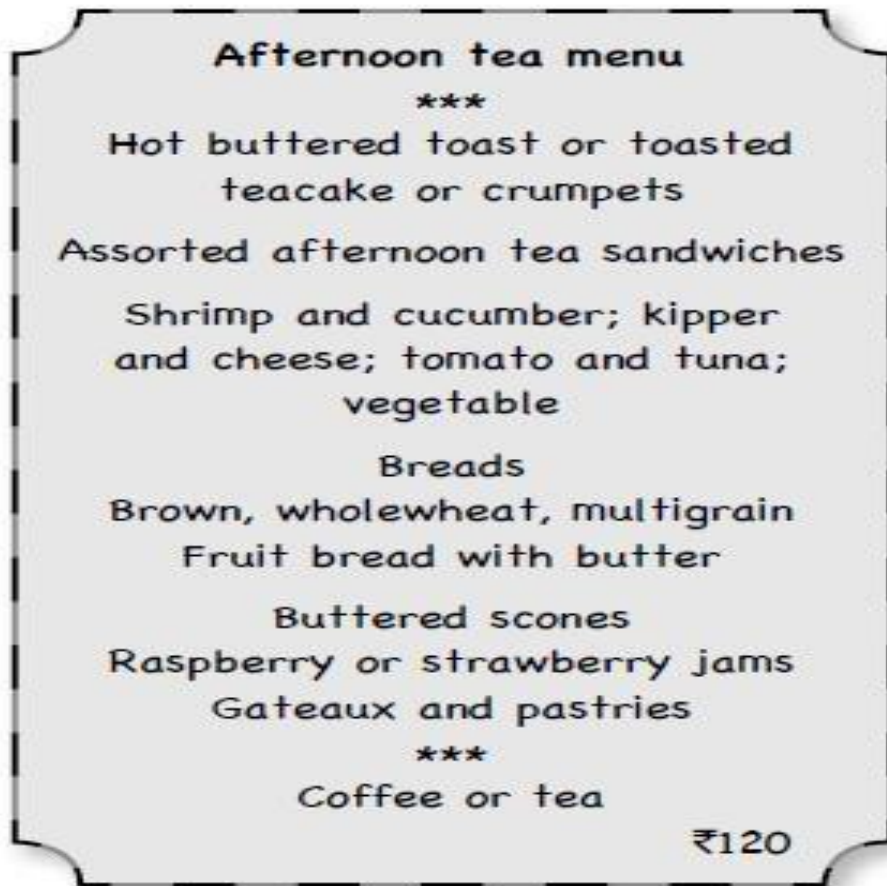 Afternoon tea menu
***
Hot buttered toast or toasted
teacake or crumpets
Assorted afternoon tea sandwiches
Shrimp and cucumber; kipper
and cheese; tomato and tuna;
vegetable
Breads
Brown, wholewheat, multigrain
Fruit bread with butter
Buttered scones
Raspberry or strawberry jams
Gateaux and pastries
***
Coffee or tea
₹120